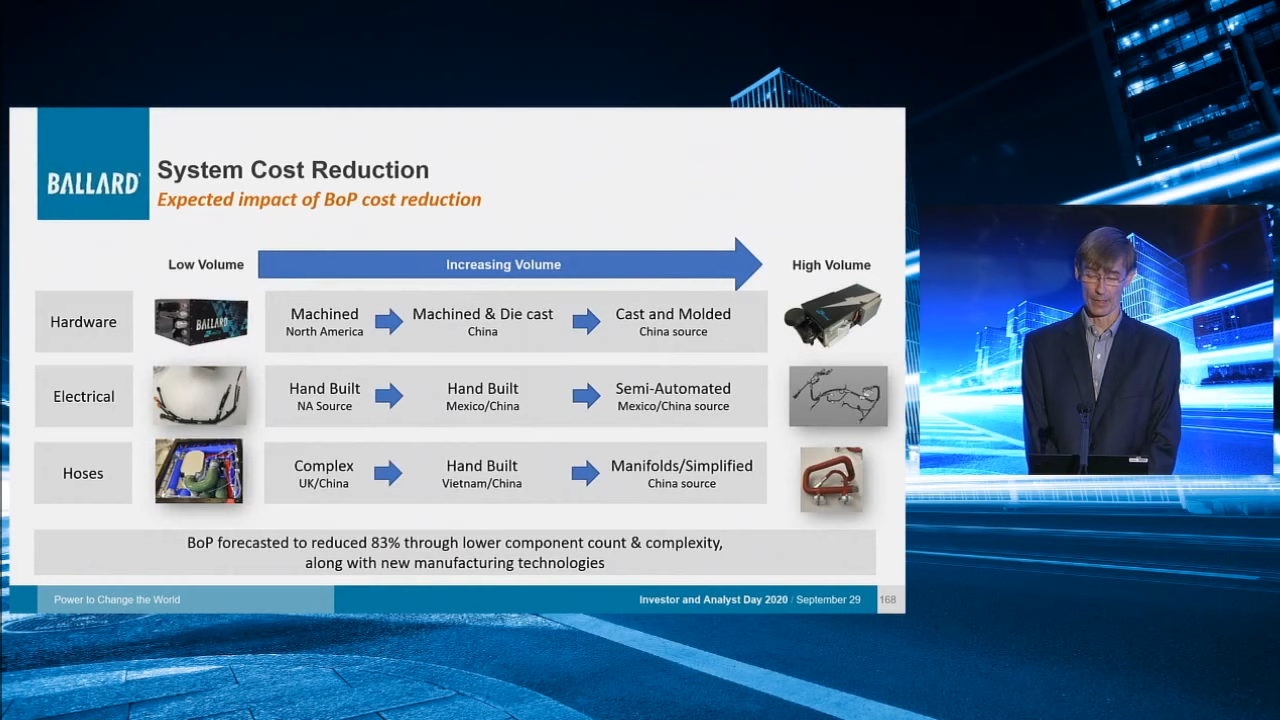 BALLARD
System Cost Reduction
Expected impact of BoP cost reduction
Low Volume
Increasing Volume
High Volume
Hardware
BALLARD
Machined
North America
Machined & Die cast
China
Cast and Molded
China source
Electrical
Hand Built
NA Source
Hand Built
Mexico/China
Semi-Automated
Mexico/China source
Hoses
Complex
UK/China
Hand Built
Vietnam/China
Manifolds/Simplified
China source
BoP forecasted to reduced 83% through lower component count & complexity,
along with new manufacturing technologies
Power to Change the World
Investor and Analyst Day 2020 / September 29
168